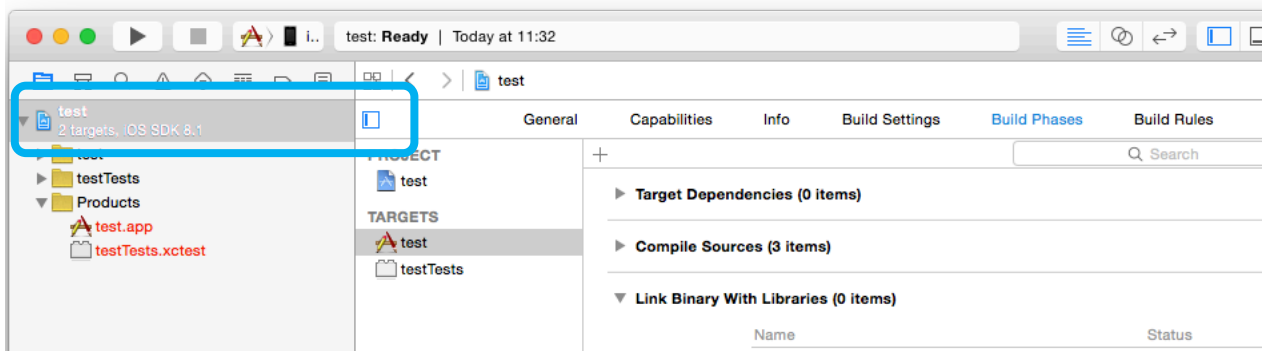 i.. test: Ready | Today at 11:32
test
test
2 targets, iOS SDK 8.1
General Capabilities Info Build Settings Build Phases Build Rules
test
PROJECT
Search
testTests
test
Target Dependencies (0 items)
Products
TARGETS
test.app
test
Compile Sources (3 items)
testTests.xctest
testTests
Link Binary With Libraries (0 items)
Name Status